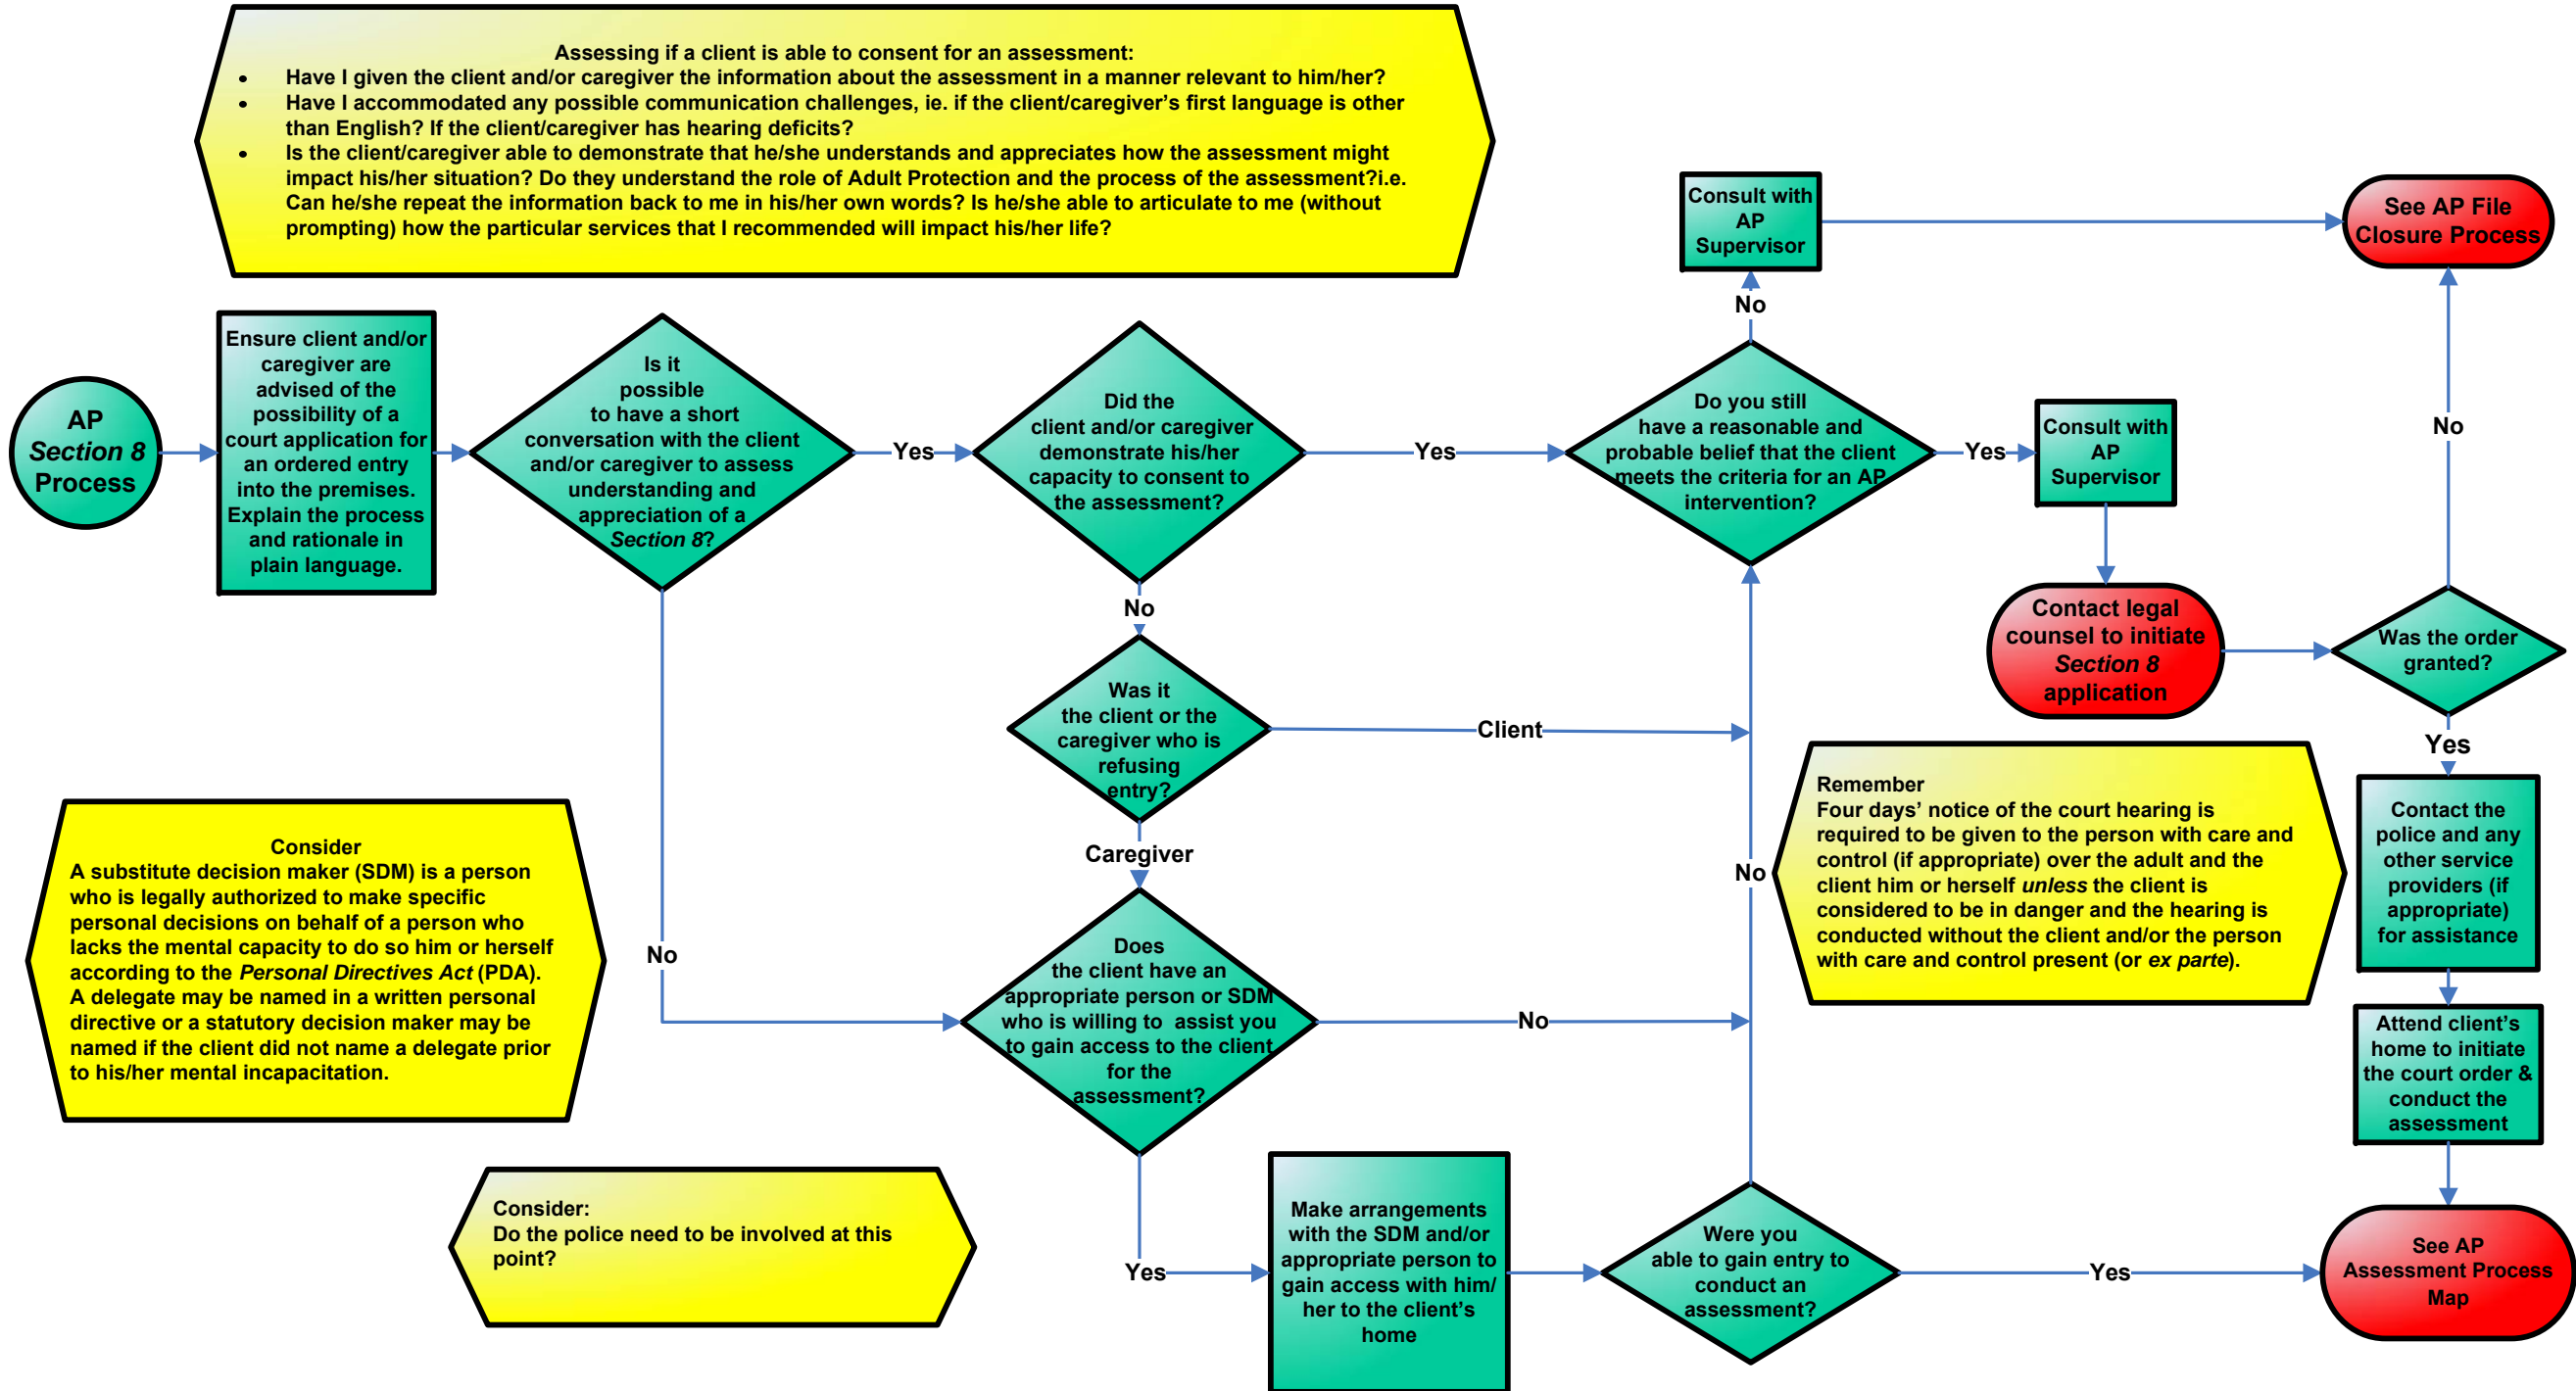 Assessing if a client is able to consent for an assessment:
• Have I given the client and/or caregiver the information about the assessment in a manner relevant to him/her?
• Have I accommodated any possible communication challenges, ie. if the client/caregiver's first language is other
than English? If the client/caregiver has hearing deficits?
• Is the client/caregiver able to demonstrate that he/she understands and appreciates how the assessment might
impact his/her situation? Do they understand the role of Adult Protection and the process of the assessment?i.e.
Can he/she repeat the information back to me in his/her own words? Is he/she able to articulate to me (without
prompting) how the particular services that I recommended will impact his/her life?
AP
Section 8
Process
Ensure client and/or
caregiver are
advised of the
possibility of a
court application for
an ordered entry
into the premises.
Explain the process
and rationale in
plain language.
Is it
possible
to have a short
conversation with the client
and/or caregiver to assess
understanding and
appreciation of a
Section 8?
Yes
No
Did the
client and/or caregiver
demonstrate his/her
capacity to consent to
the assessment?
Yes
No
Do you still
have a reasonable and
probable belief that the client
meets the criteria for an AP
intervention?
No
Consult with
AP
Supervisor
See AP File
Closure Process
Yes
Consult with
AP
Supervisor
Contact legal
counsel to initiate
Section 8
application
Was the order
granted?
No
Yes
Was it
the client or the
caregiver who is
refusing
entry?
Client
Caregiver
Remember
Four days' notice of the court hearing is
required to be given to the person with care and
control (if appropriate) over the adult and the
client him or herself unless the client is
considered to be in danger and the hearing is
conducted without the client and/or the person
with care and control present (or ex parte).
Contact the
police and any
other service
providers (if
appropriate)
for assistance
Attend client's
home to initiate
the court order &
conduct the
assessment
Consider
A substitute decision maker (SDM) is a person
who is legally authorized to make specific
personal decisions on behalf of a person who
lacks the mental capacity to do so him or herself
according to the Personal Directives Act (PDA).
A delegate may be named in a written personal
directive or a statutory decision maker may be
named if the client did not name a delegate prior
to his/her mental incapacitation.
Does
the client have an
appropriate person or SDM
who is willing to assist you
to gain access to the client
for the
assessment?
No
Yes
Consider:
Do the police need to be involved at this
point?
Make arrangements
with the SDM and/or
appropriate person to
gain access with him/
her to the client's
home
Were you
able to gain entry to
conduct an
assessment?
No
Yes
See AP
Assessment Process
Map